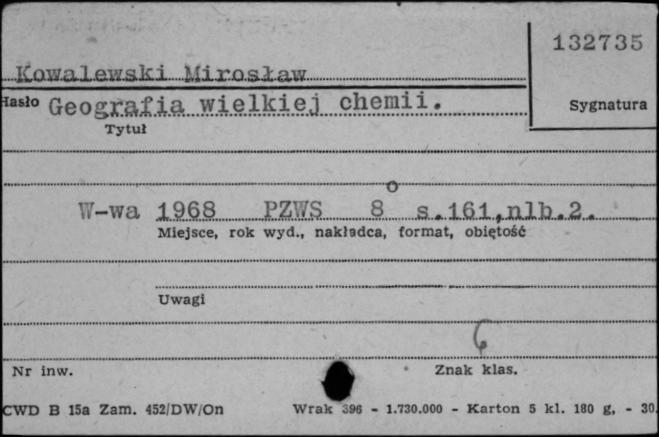 132735
Kowalewski Mirosław
Hasło Geografia wielkiej chemii.
Sygnatura
Tytuł
W-wa 1968 PZWS 8° s.161,nlb.2.
Miejsce, rok wyd., nakładca, format, objętość
Uwagi
6
Nr inw.
Znak klas.
CWD B 15a Zam. 452/DW/On Wrak 396 - 1.730.000 - Karton 5 kl. 180 g, - 30.